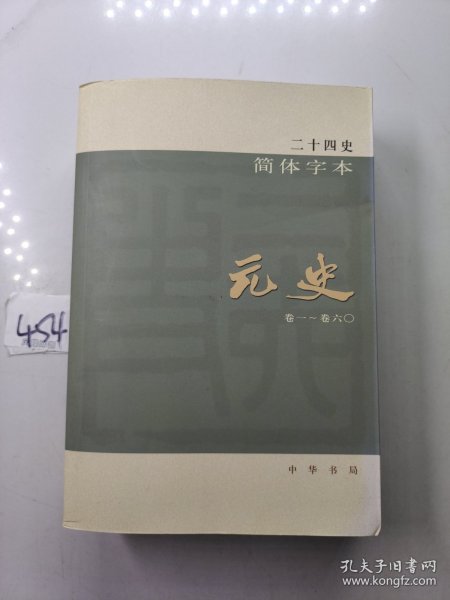 二十四史
简体字本
元史
卷一~卷六〇
454
中华书局
孔夫子旧书网
www.kongfz.com